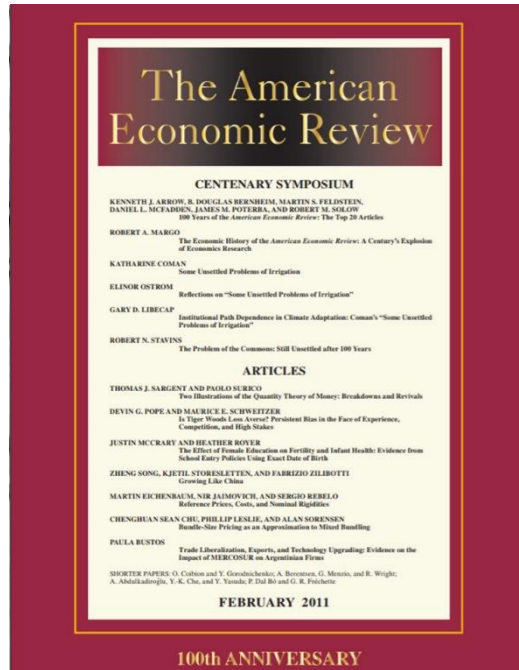 The American
Economic Review
CENTENARY SYMPOSIUM
KENNETH J. ARROW, B. DOUGLAS BERNHEIM, MARTIN S. FELDSTEIN,
DANIEL L. MCFADDEN, JAMES M. POTERBA, AND ROBERT M. SOLOW
100 Years of the American Economic Review: The Top 20 Articles
ROBERT A. MARGO
The Economic History of the American Economic Review: A Century's Explosion
of Economics Research
KATHARINE COMAN
Some Unsettled Problems of Irrigation
ELINOR OSTROM
Reflections on "Some Unsettled Problems of Irrigation"
GARY D. LIBECAP
Institutional Path Dependence in Climate Adaptation: Coman's "Some Unsettled
Problems of Irrigation"
ROBERT N. STAVINS
The Problem of the Commons: Still Unsettled after 100 Years
ARTICLES
THOMAS J. SARGENT AND PAOLO SURICO
Two Illustrations of the Quantity Theory of Money: Breakdowns and Revivals
DEVIN G. POPE AND MAURICE E. SCHWEITZER
Is Tiger Woods Loss Averse? Persistent Bias in the Face of Experience,
Competition, and High Stakes
JUSTIN MCCRARY AND HEATHER ROYER
The Effect of Female Education on Fertility and Infant Health: Evidence from
School Entry Policies Using Exact Date of Birth
ZHENG SONG, KJETIL STORESLETTEN, AND FABRIZIO ZILIBOTTI
Growing Like China
MARTIN EICHENBAUM, NIR JAIMOVICH, AND SERGIO REBELO
Reference Prices, Costs, and Nominal Rigidities
CHENGHUAN SEAN CHU, PHILLIP LESLIE, AND ALAN SORENSEN
Bundle-Size Pricing as an Approximation to Mixed Bundling
PAULA BUSTOS
Trade Liberalization, Exports, and Technology Upgrading: Evidence on the
Impact of MERCOSUR on Argentinian Firms
SHORTER PAPERS: O. Coibion and Y. Gorodnichenko; A. Berentsen, G. Menzio, and R. Wright;
A. Abdulkadiroğlu, Y.-K. Che, and Y. Yasuda; P. Dal Bó and G. R. Fréchette
FEBRUARY 2011
100th ANNIVERSARY